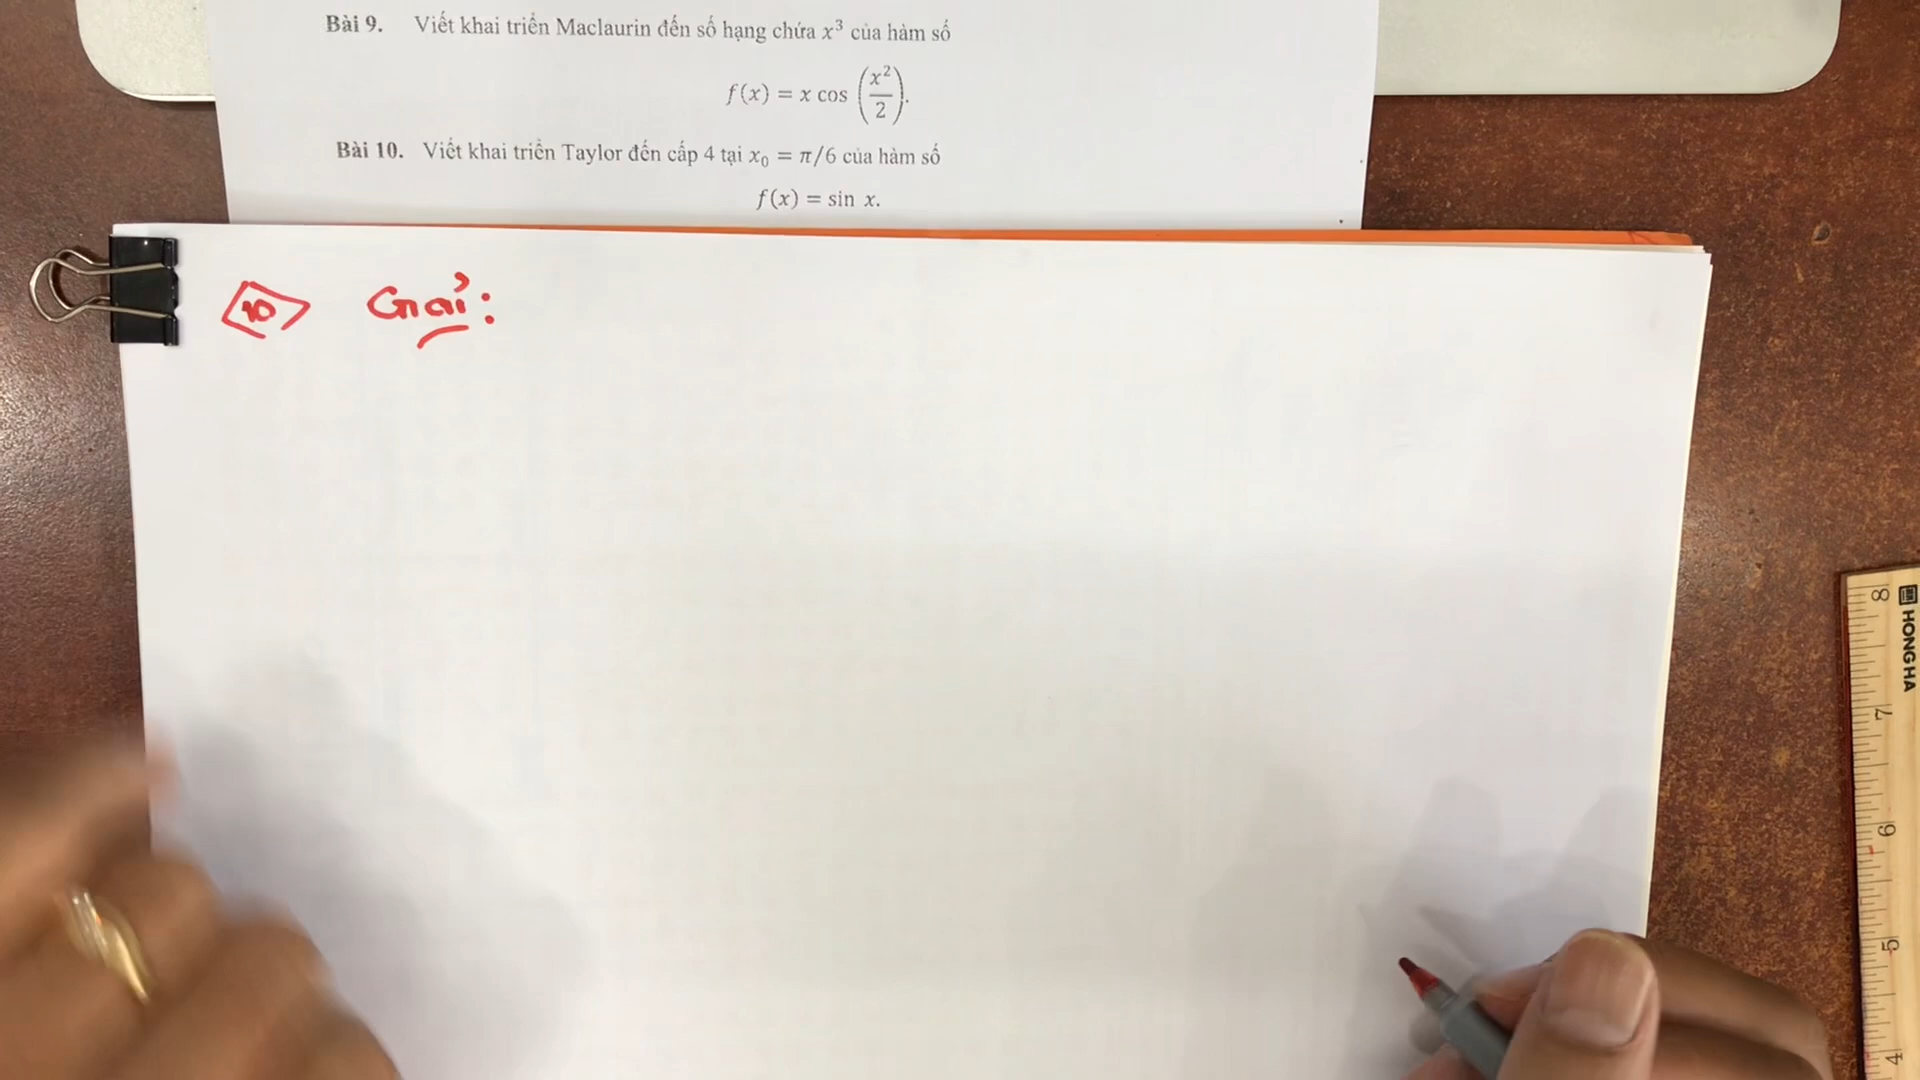 Bài 9. Viết khai triển Maclaurin đến số hạng chứa x³ của hàm số
f(x) = x cos (x²/2).
Bài 10. Viết khai triển Taylor đến cấp 4 tại x₀ = π/6 của hàm số
f(x) = sin x.
10 Giải:
HONG HA
8
7
6
5
4